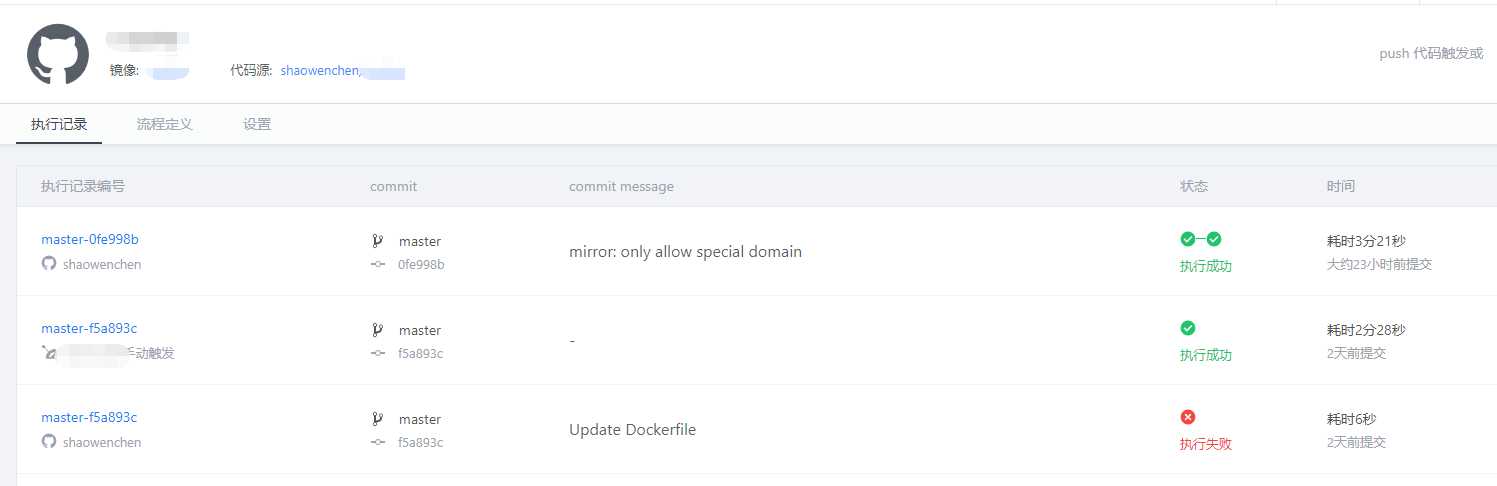 push 代码触发或
镜像:
代码源: shaowenchen/
执行记录 流程定义 设置
执行记录编号 commit commit message 状态 时间
master-0fe998b master mirror: only allow special domain 耗时3分21秒
shaowenchen 0fe998b 执行成功 大约23小时前提交
master-f5a893c master - 耗时2分28秒
手动触发 f5a893c 执行成功 2天前提交
master-f5a893c master Update Dockerfile 耗时6秒
shaowenchen f5a893c 执行失败 2天前提交